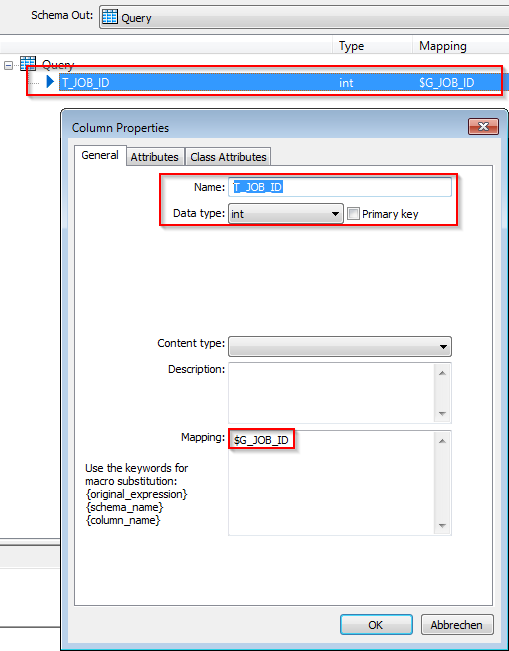 Schema Out: Query
Type Mapping
Query
T_JOB_ID int $G_JOB_ID
Column Properties
General Attributes Class Attributes
Name: T_JOB_ID
Data type: int Primary key
Content type:
Description:
Mapping: $G_JOB_ID
Use the keywords for
macro substitution:
{original_expression}
{schema_name}
{column_name}
OK Abbrechen